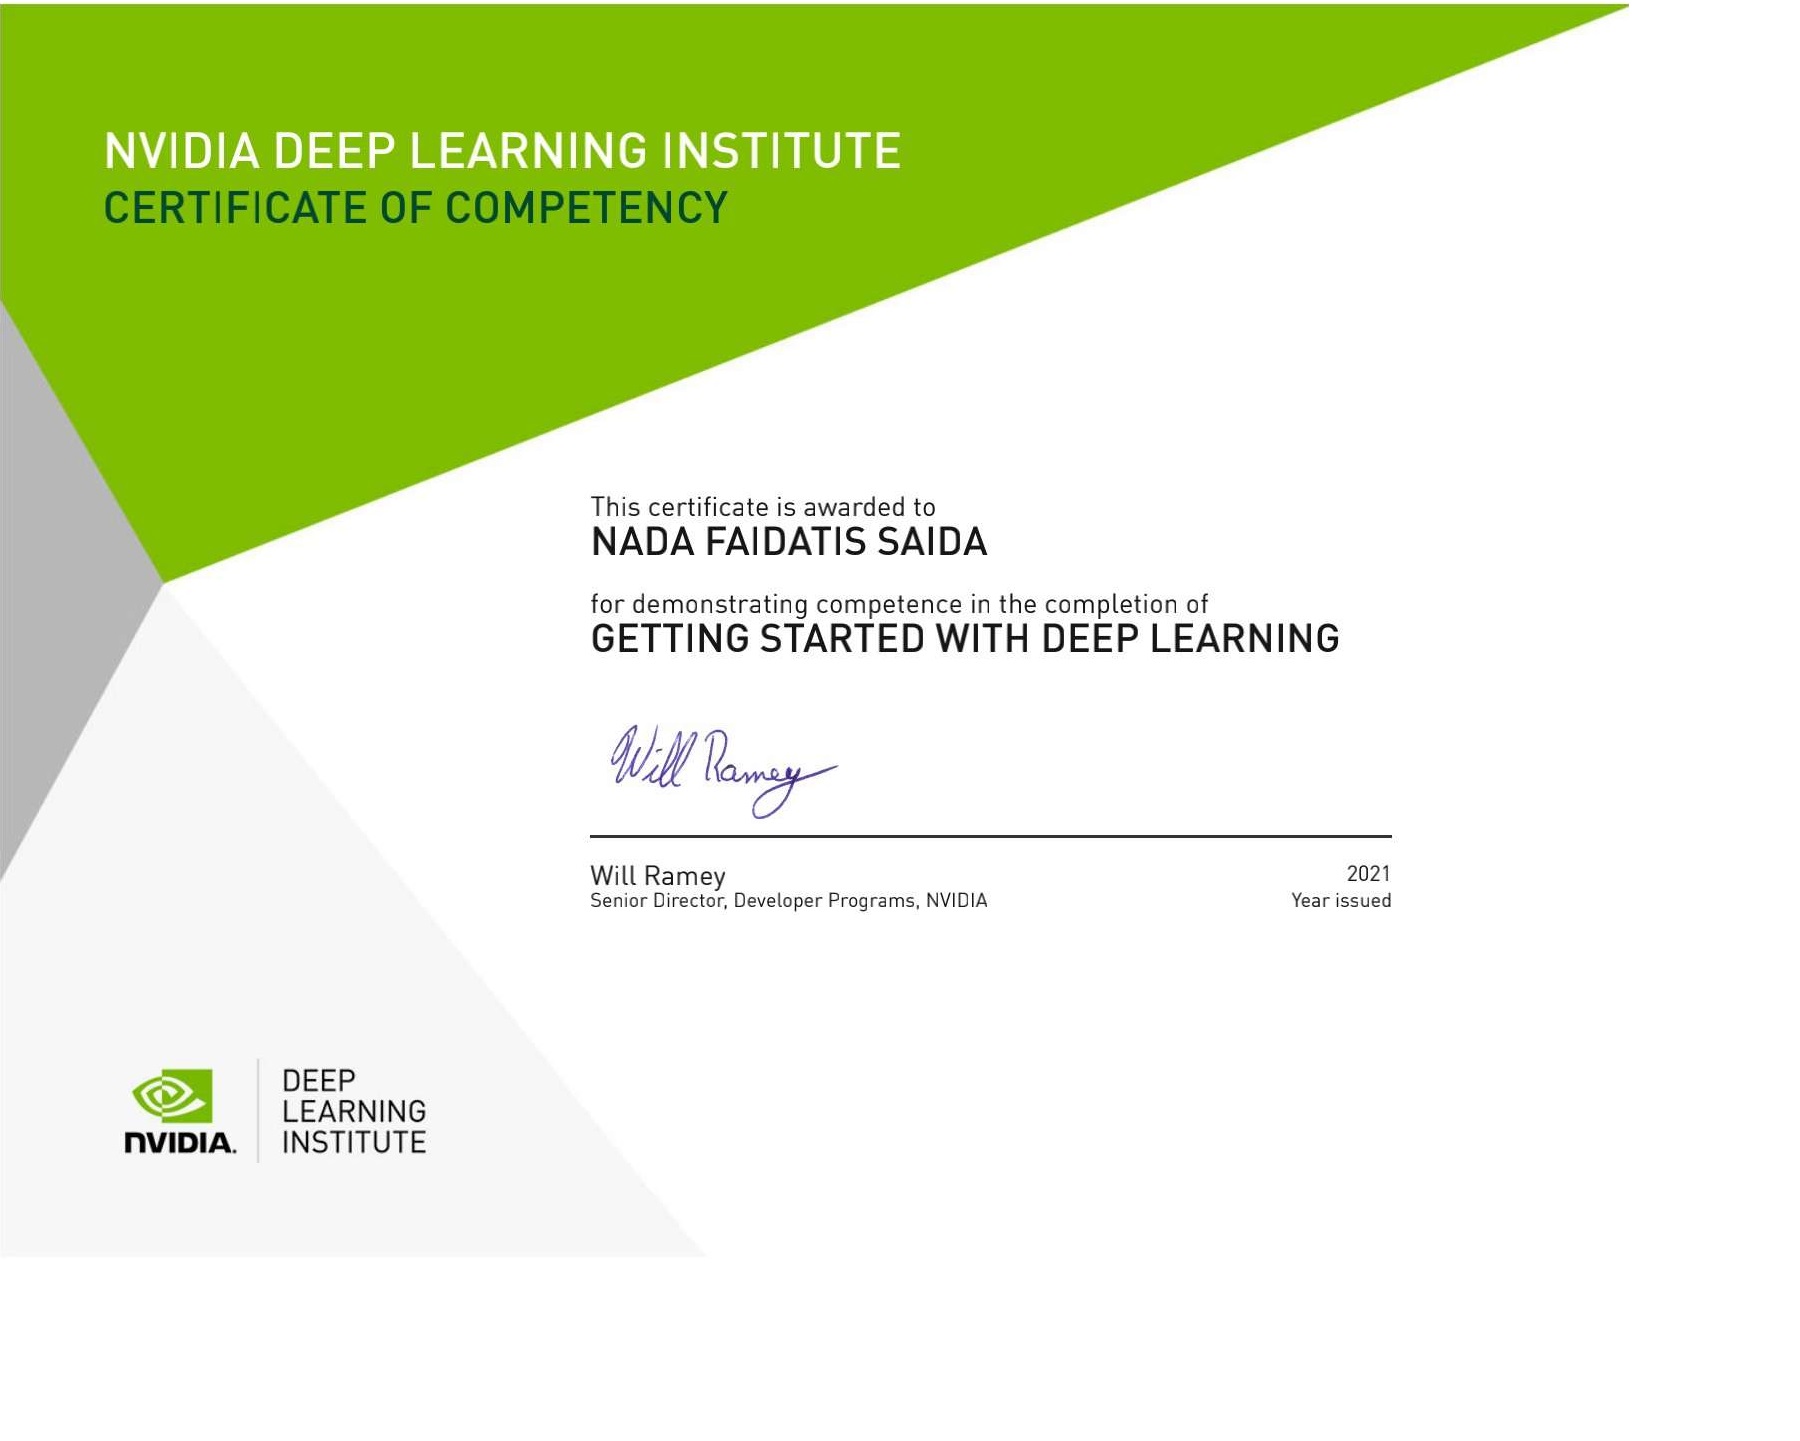 NVIDIA DEEP LEARNING INSTITUTE
CERTIFICATE OF COMPETENCY
This certificate is awarded to
NADA FAIDATIS SAIDA
for demonstrating competence in the completion of
GETTING STARTED WITH DEEP LEARNING
Will Ramey
Will Ramey
2021
Senior Director, Developer Programs, NVIDIA
Year issued
NVIDIA.
DEEP
LEARNING
INSTITUTE